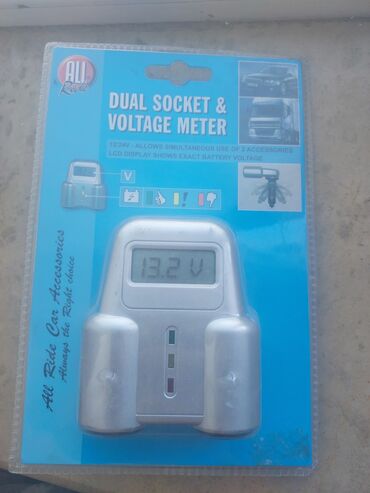 ALL
Ride
DUAL SOCKET &
VOLTAGE METER
12/24V - ALLOWS SIMULTANEOUS USE OF 2 ACCESSORIES
LCD DISPLAY SHOWS EXACT BATTERY VOLTAGE
V
13.2 V
All Ride Car Accessories
Always the Right choice